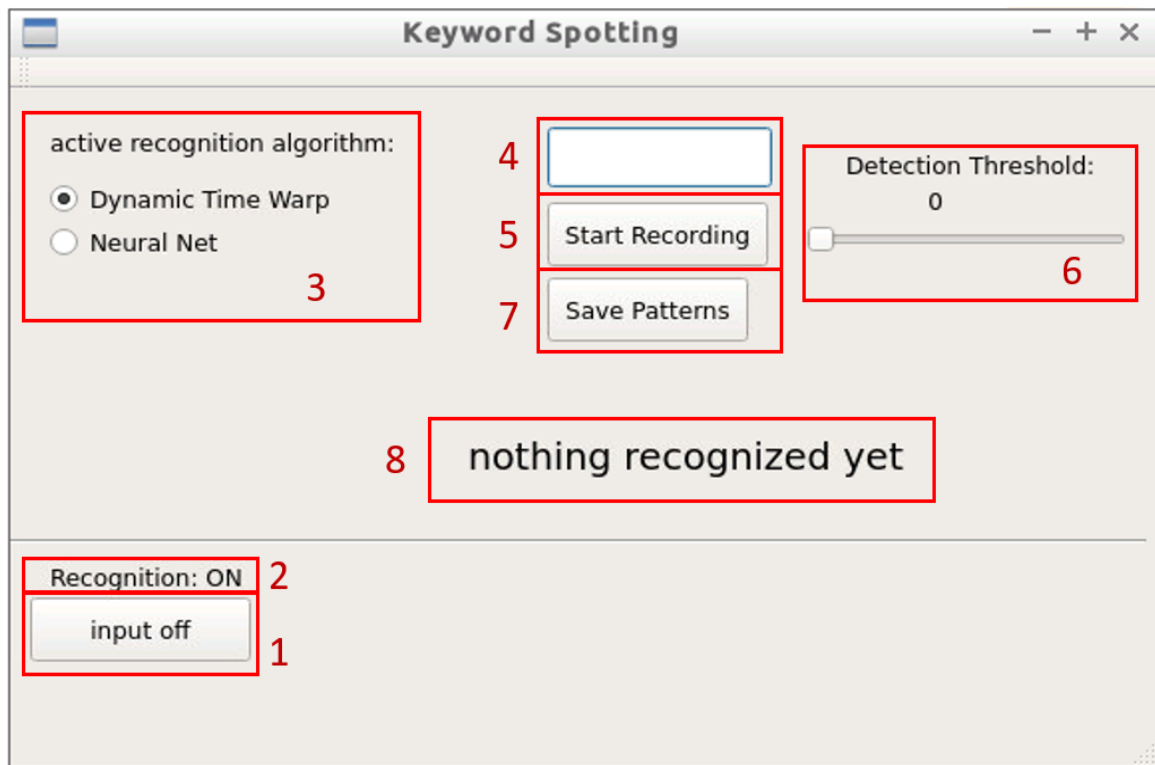 Keyword Spotting
active recognition algorithm:
Dynamic Time Warp
Neural Net
3
4
5
Start Recording
7
Save Patterns
Detection Threshold:
0
6
8
nothing recognized yet
Recognition: ON
2
input off
1